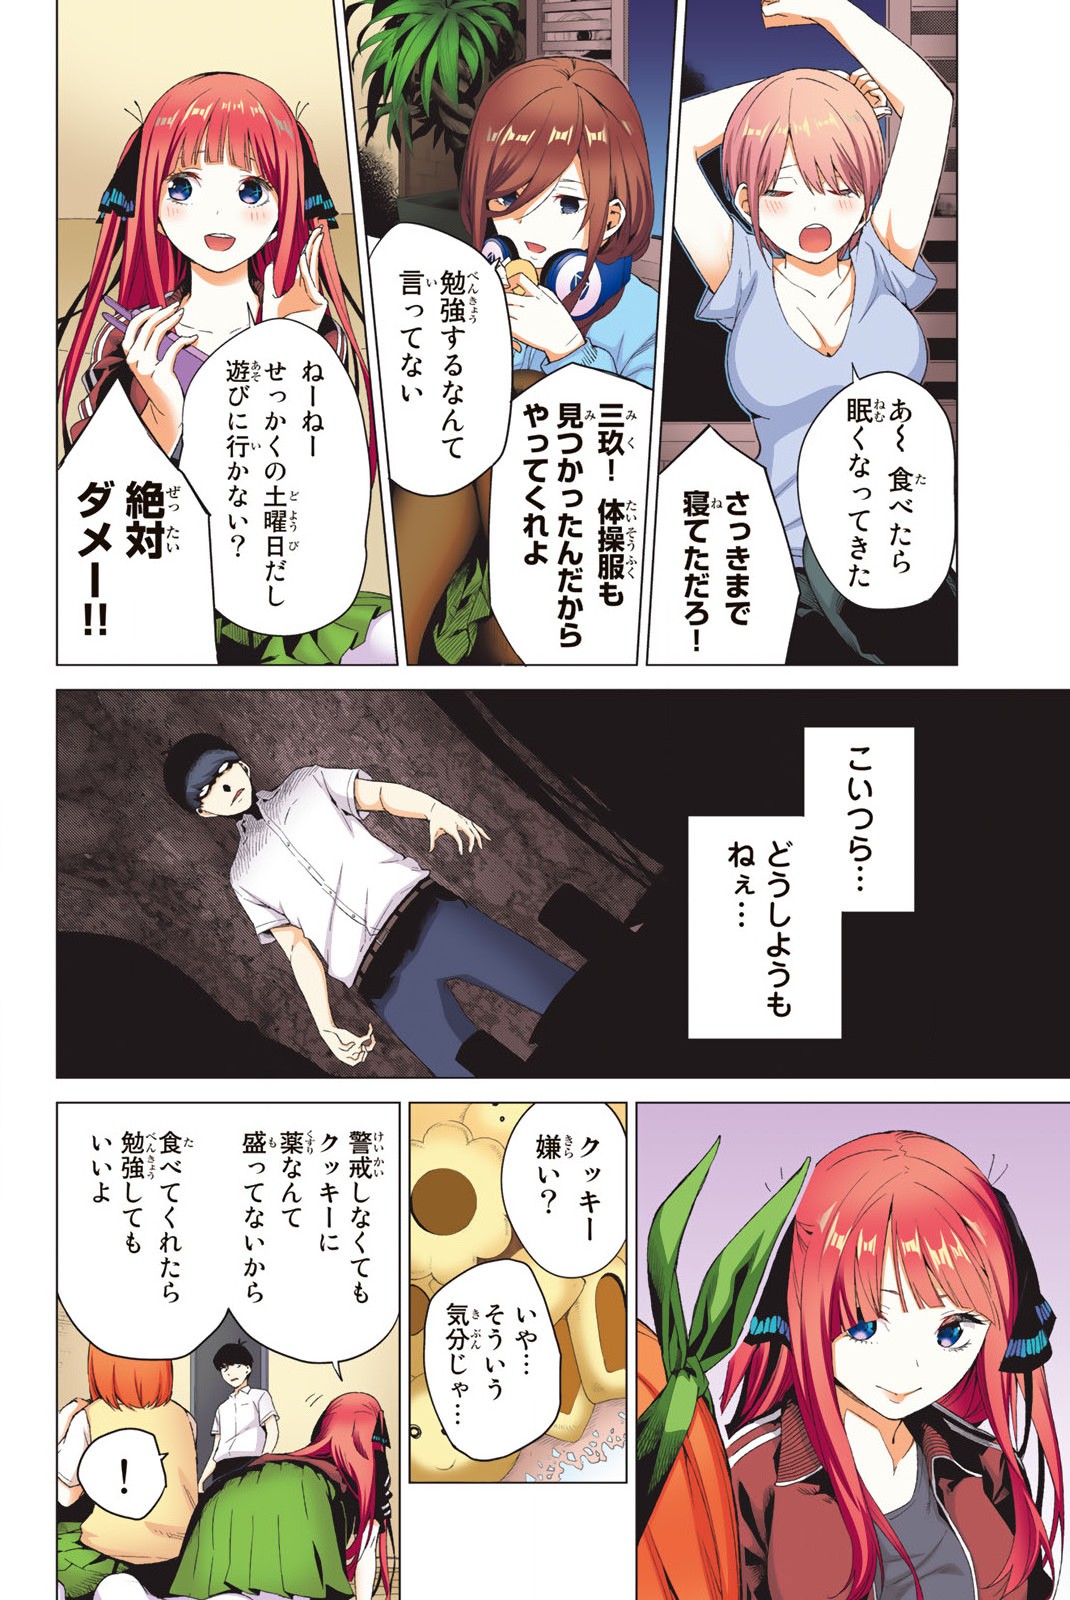 あ〜 食べたら
眠くなってきた
さっきまで
寝てただろ！
勉強するなんて
言ってない
三玖！ 体操服も
見つかったんだから
やってくれよ
ねーねー
せっかくの土曜日だし
遊びに行かない？
絶対
ダメー!!
こいつら…
どうしようも
ねぇ…
クッキー
嫌い？
いや…
そういう
気分じゃ…
警戒しなくても
クッキーに
薬なんて
盛ってないから
食べてくれたら
勉強しても
いいよ
！